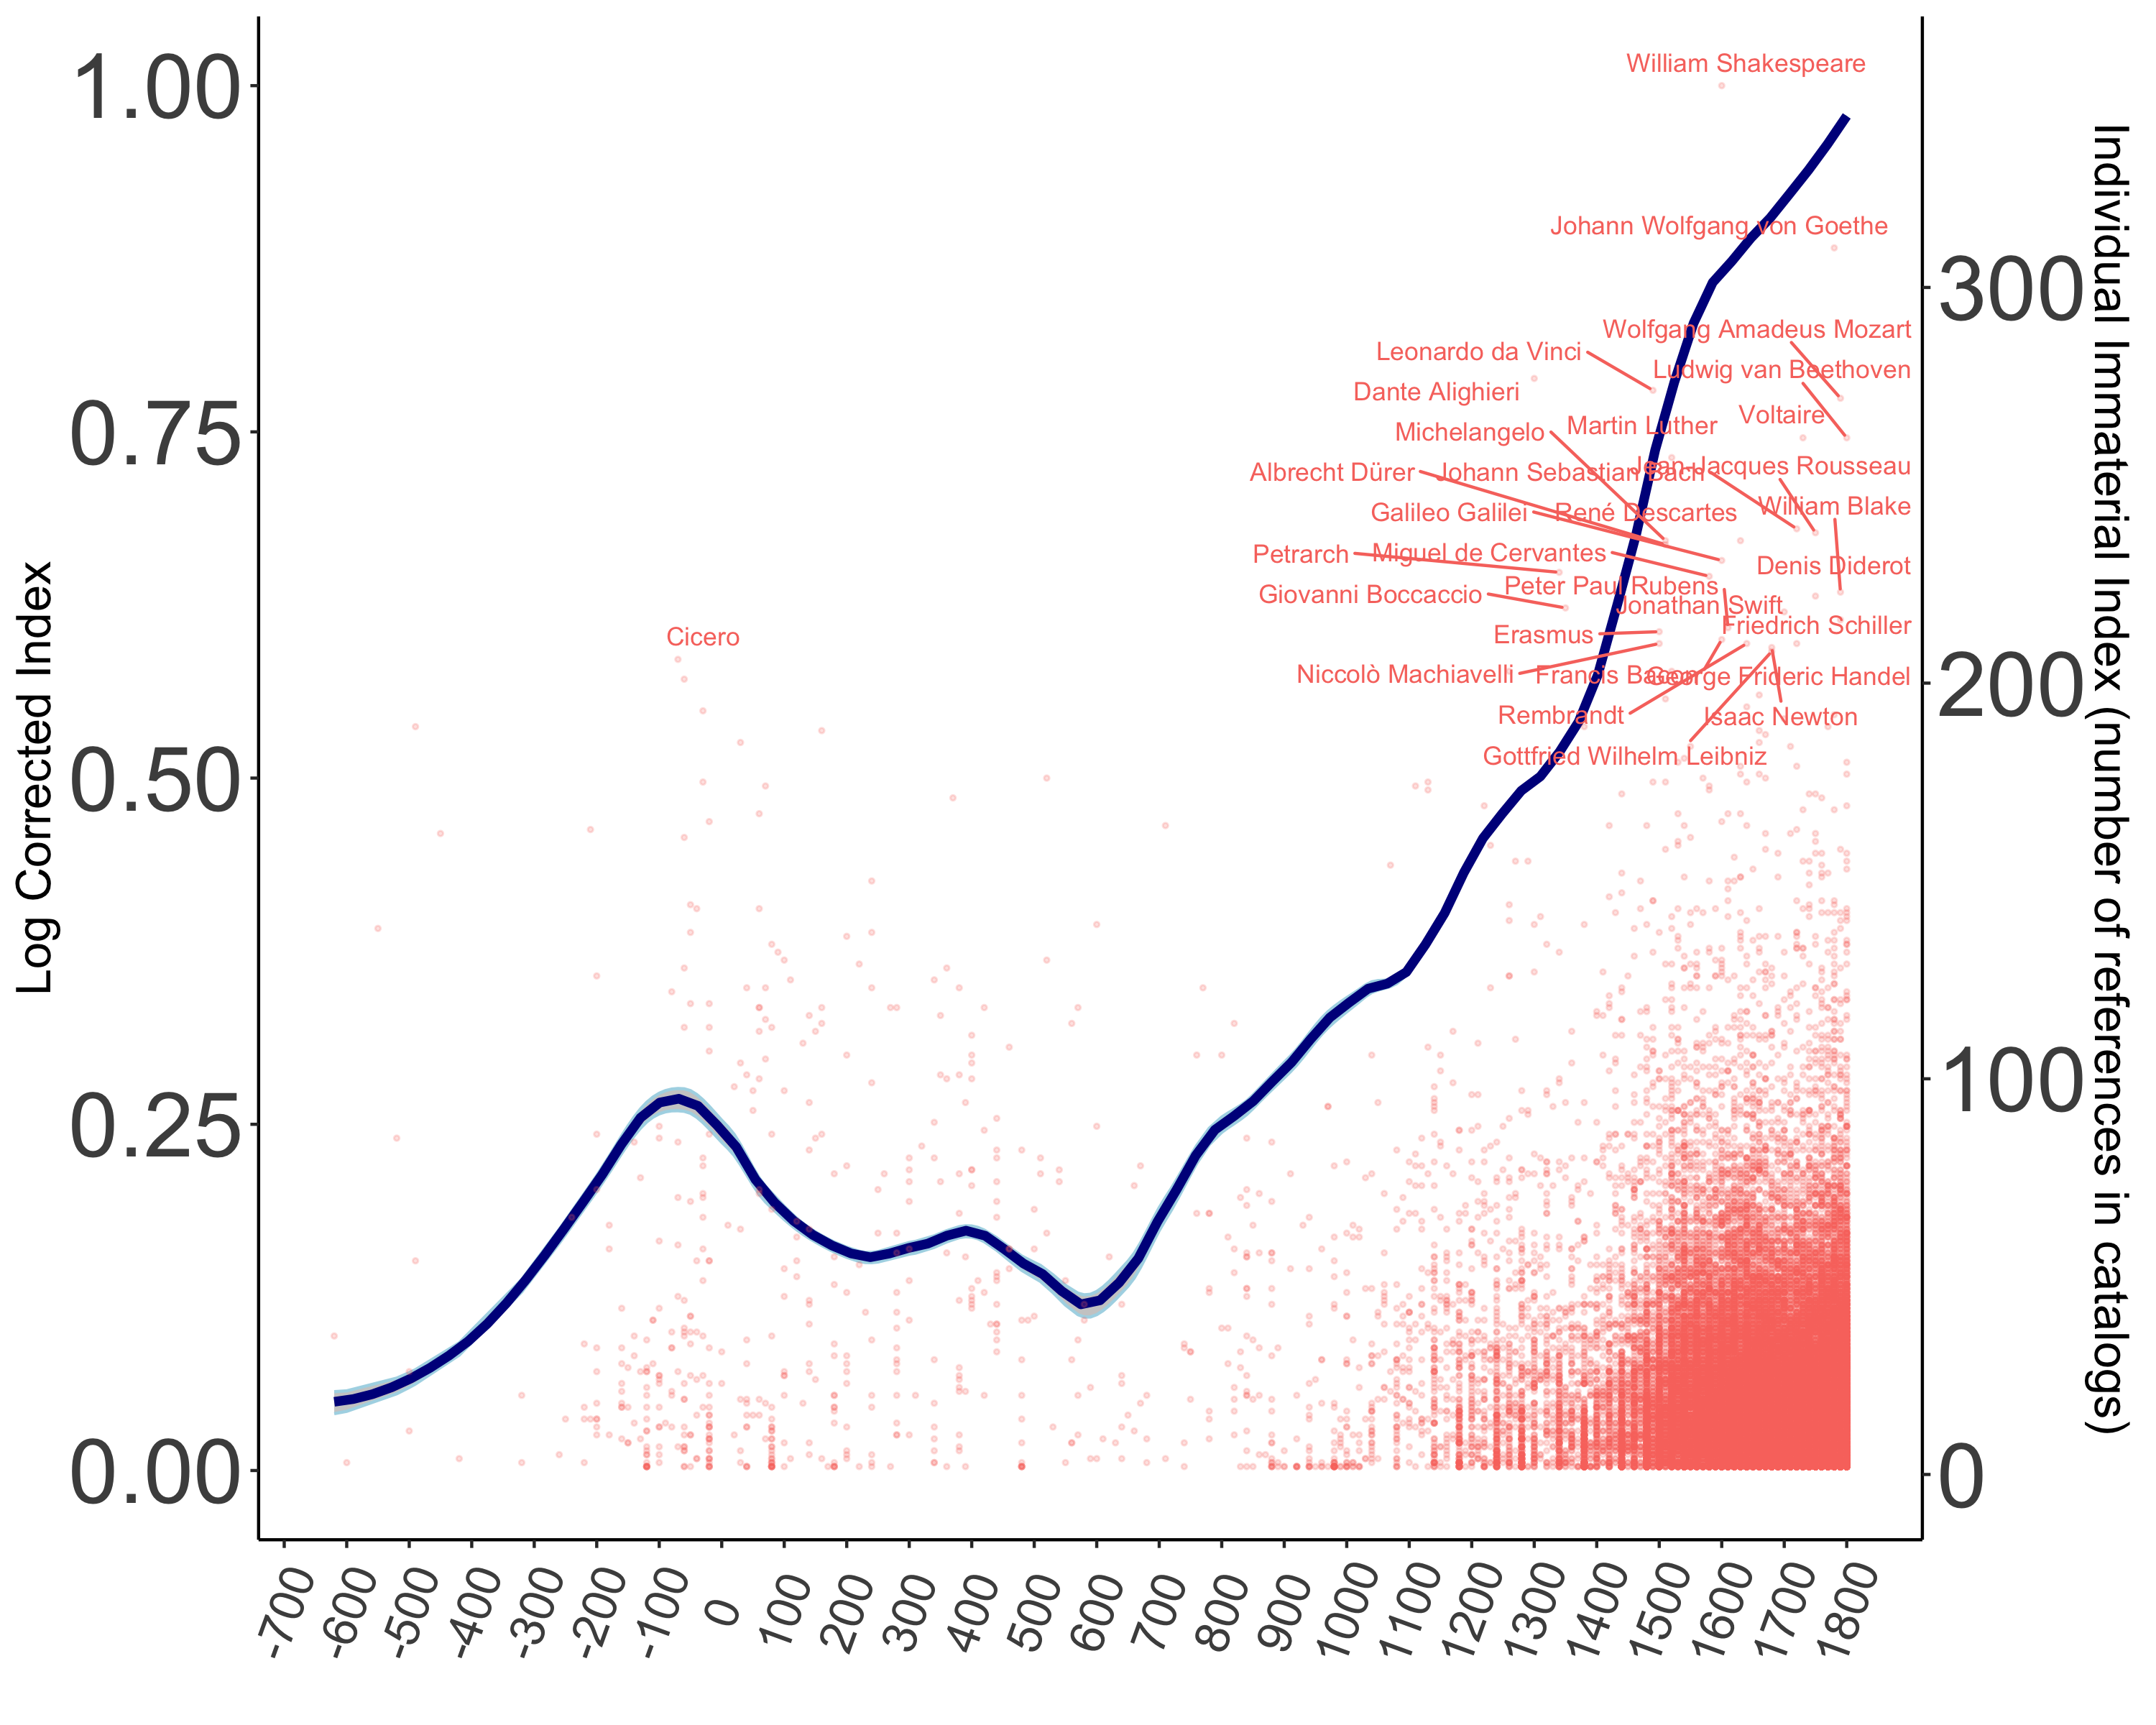 William Shakespeare
Johann Wolfgang von Goethe
Wolfgang Amadeus Mozart
Leonardo da Vinci
Ludwig van Beethoven
Dante Alighieri
Voltaire
Martin Luther
Michelangelo
Jean-Jacques Rousseau
Albrecht Dürer
Johann Sebastian Bach
William Blake
Galileo Galilei
René Descartes
Petrarch
Miguel de Cervantes
Denis Diderot
Peter Paul Rubens
Giovanni Boccaccio
Jonathan Swift
Friedrich Schiller
Erasmus
Cicero
Niccolò Machiavelli
Francis Bacon
George Frideric Handel
Rembrandt
Isaac Newton
Gottfried Wilhelm Leibniz
1.00
0.75
0.50
0.25
0.00
Log Corrected Index
300
200
100
0
Individual Immaterial Index (number of references in catalogs)
-700
-600
-500
-400
-300
-200
-100
0
100
200
300
400
500
600
700
800
900
1000
1100
1200
1300
1400
1500
1600
1700
1800